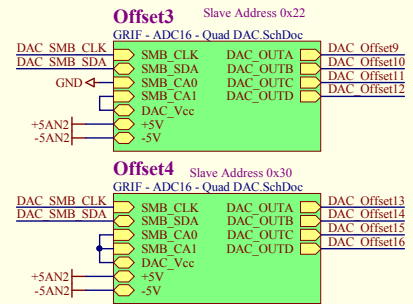 Offset3 Slave Address 0x22
GRIF - ADC16 - Quad DAC.SchDoc
DAC_SMB_CLK SMB_CLK DAC_OUTA DAC_Offset9
DAC_SMB_SDA SMB_SDA DAC_OUTB DAC_Offset10
GND SMB_CA0 DAC_OUTC DAC_Offset11
SMB_CA1 DAC_OUTD DAC_Offset12
DAC_Vcc
+5AN2 +5V
-5AN2 -5V
Offset4 Slave Address 0x30
GRIF - ADC16 - Quad DAC.SchDoc
DAC_SMB_CLK SMB_CLK DAC_OUTA DAC_Offset13
DAC_SMB_SDA SMB_SDA DAC_OUTB DAC_Offset14
SMB_CA0 DAC_OUTC DAC_Offset15
SMB_CA1 DAC_OUTD DAC_Offset16
DAC_Vcc
+5AN2 +5V
-5AN2 -5V